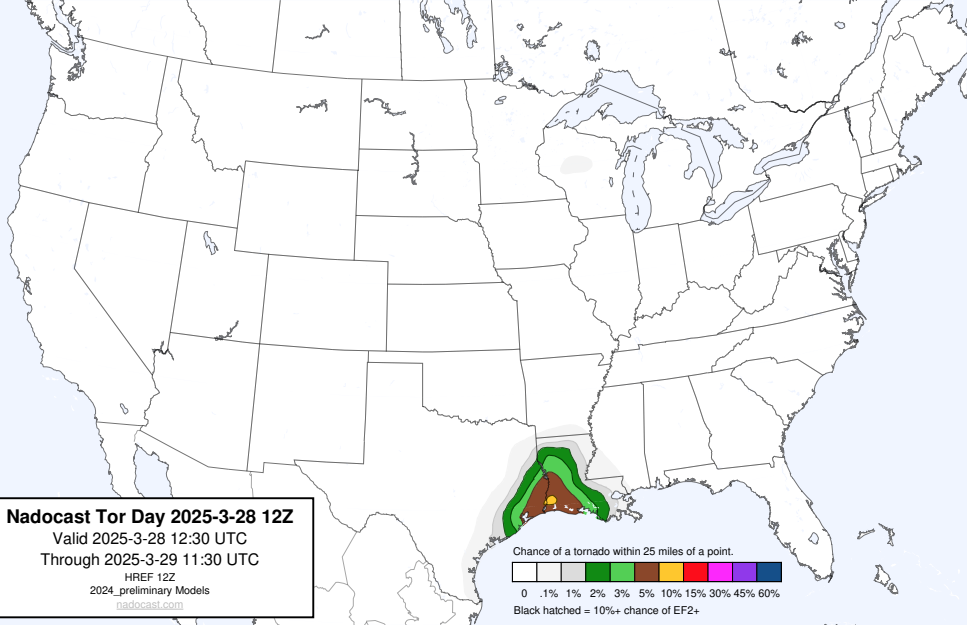 Nadocast Tor Day 2025-3-28 12Z
Valid 2025-3-28 12:30 UTC
Through 2025-3-29 11:30 UTC
HREF 12Z
2024_preliminary Models
nadocast.com
Chance of a tornado within 25 miles of a point.
0 .1% 1% 2% 3% 5% 10% 15% 30% 45% 60%
Black hatched = 10%+ chance of EF2+